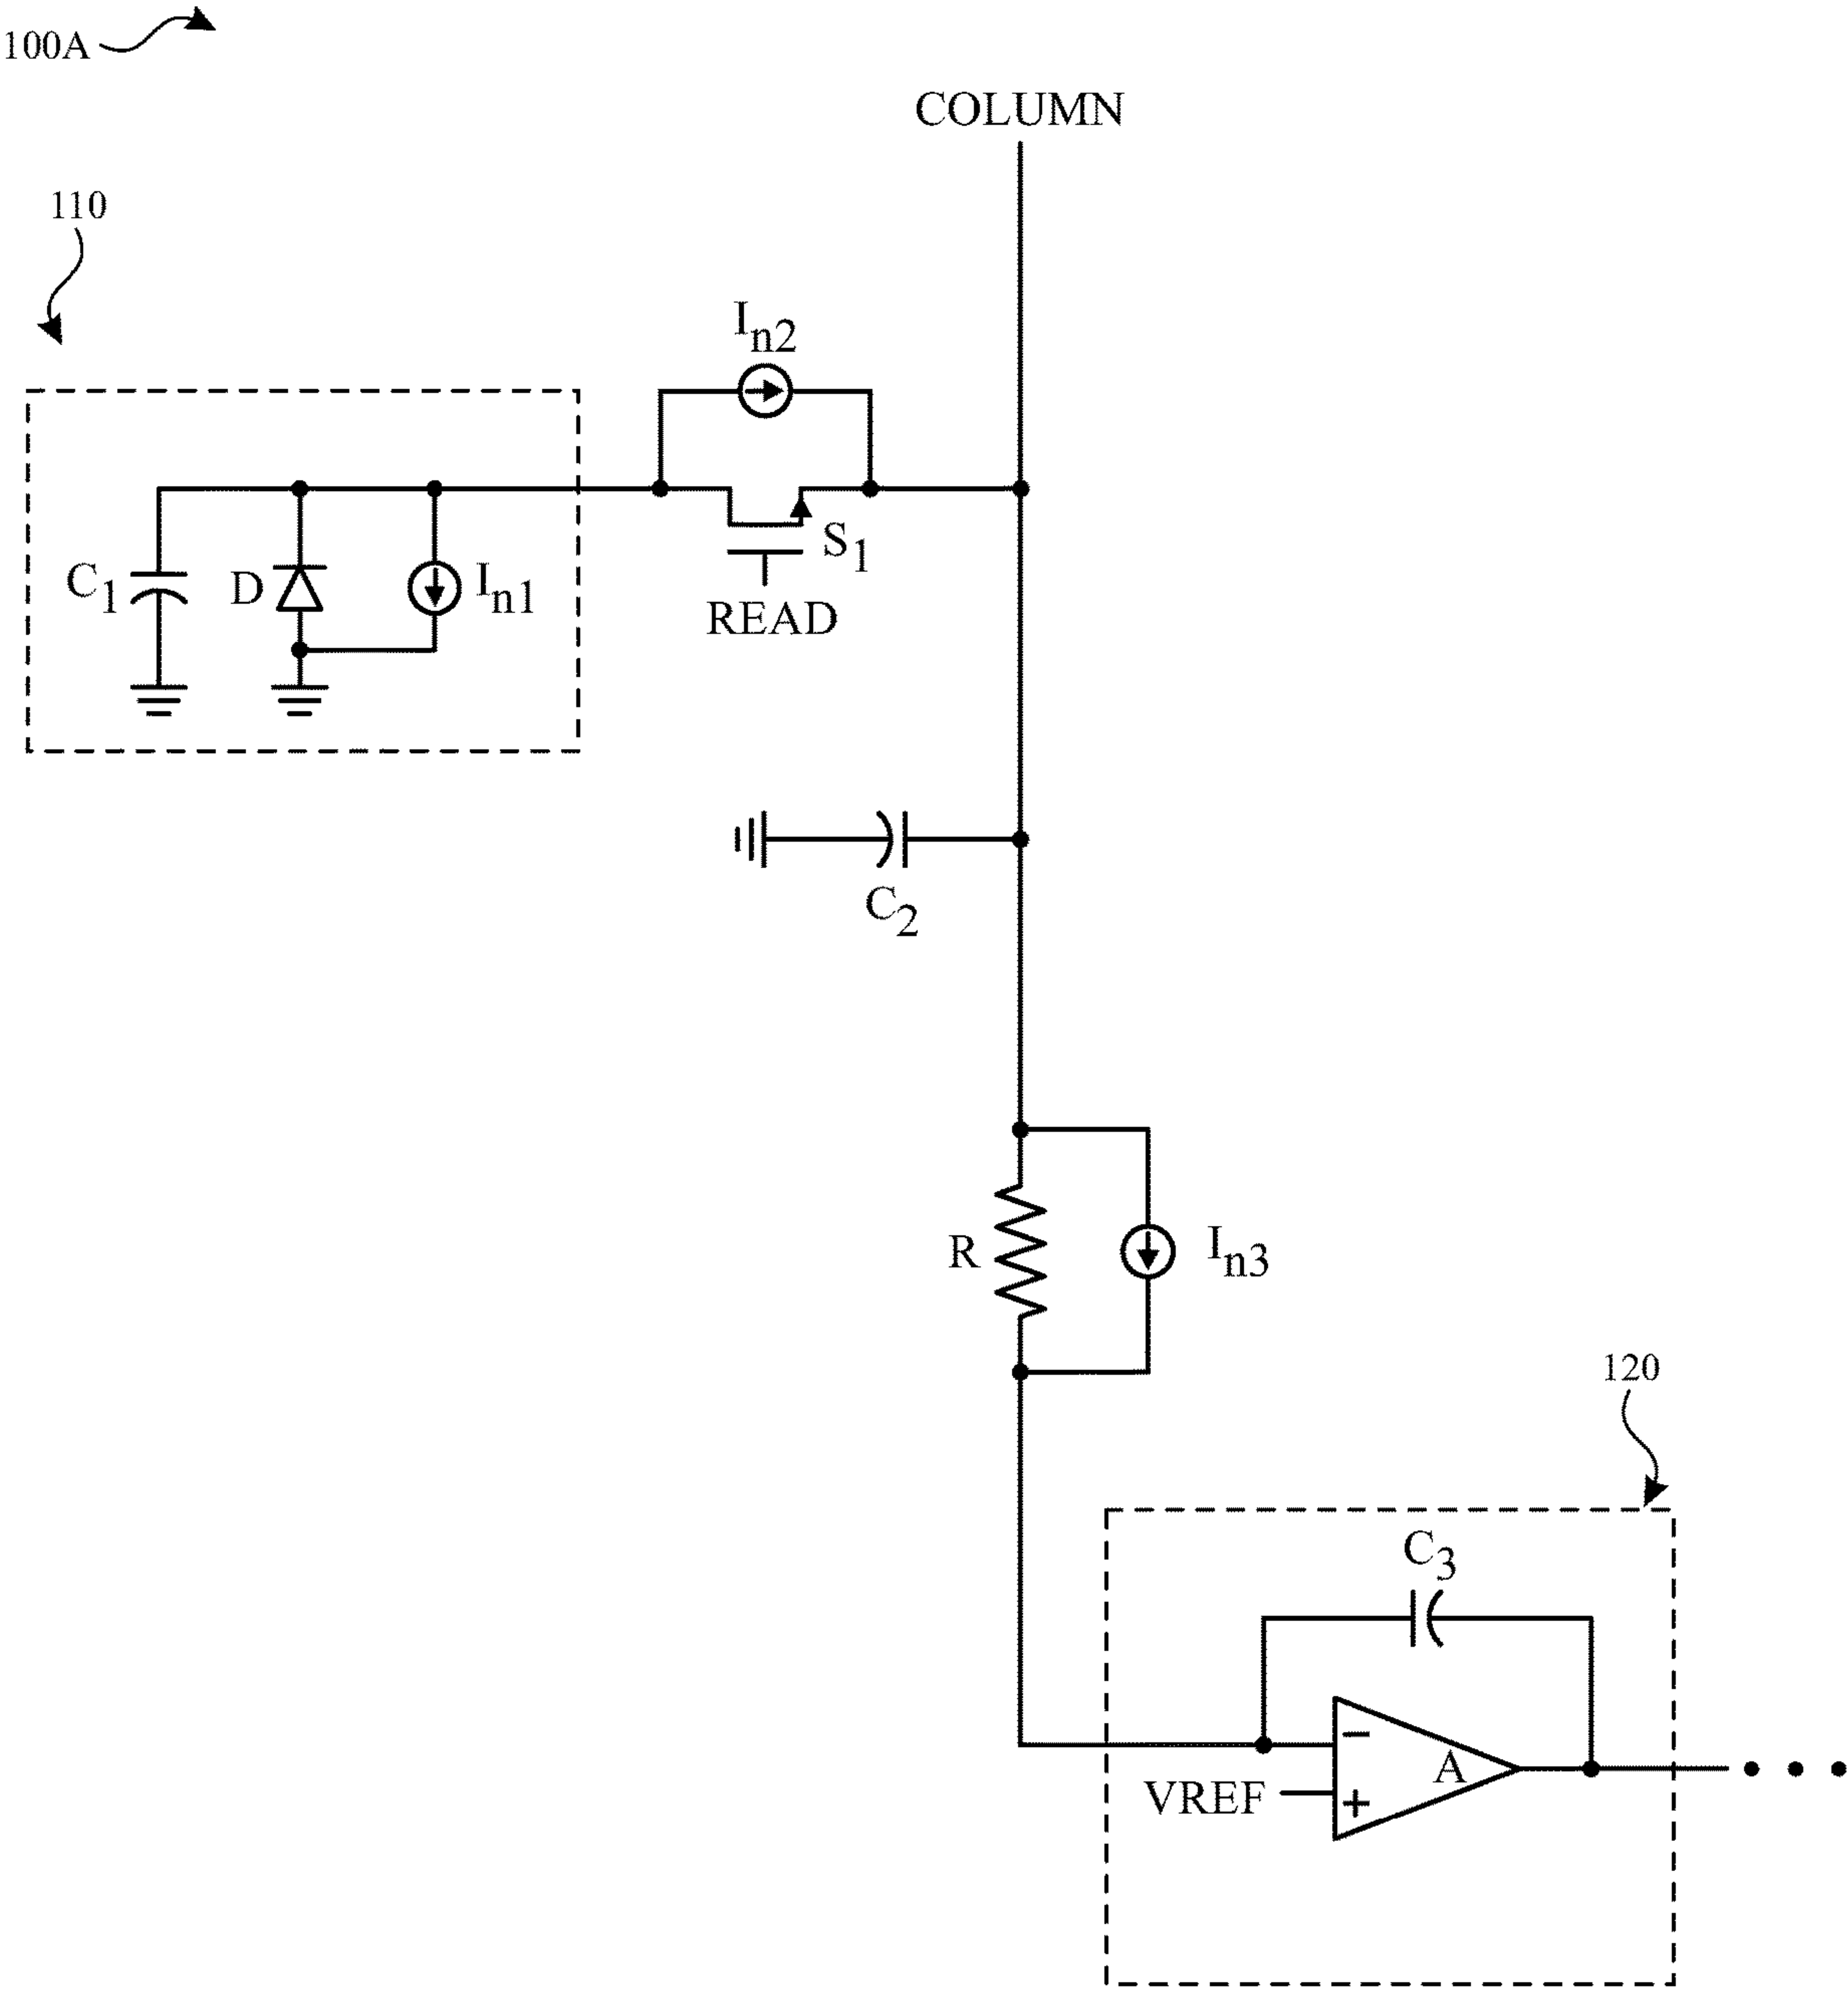 100A
COLUMN
110
In2
C1
D
In1
S1
READ
C2
R
In3
120
C3
A
VREF